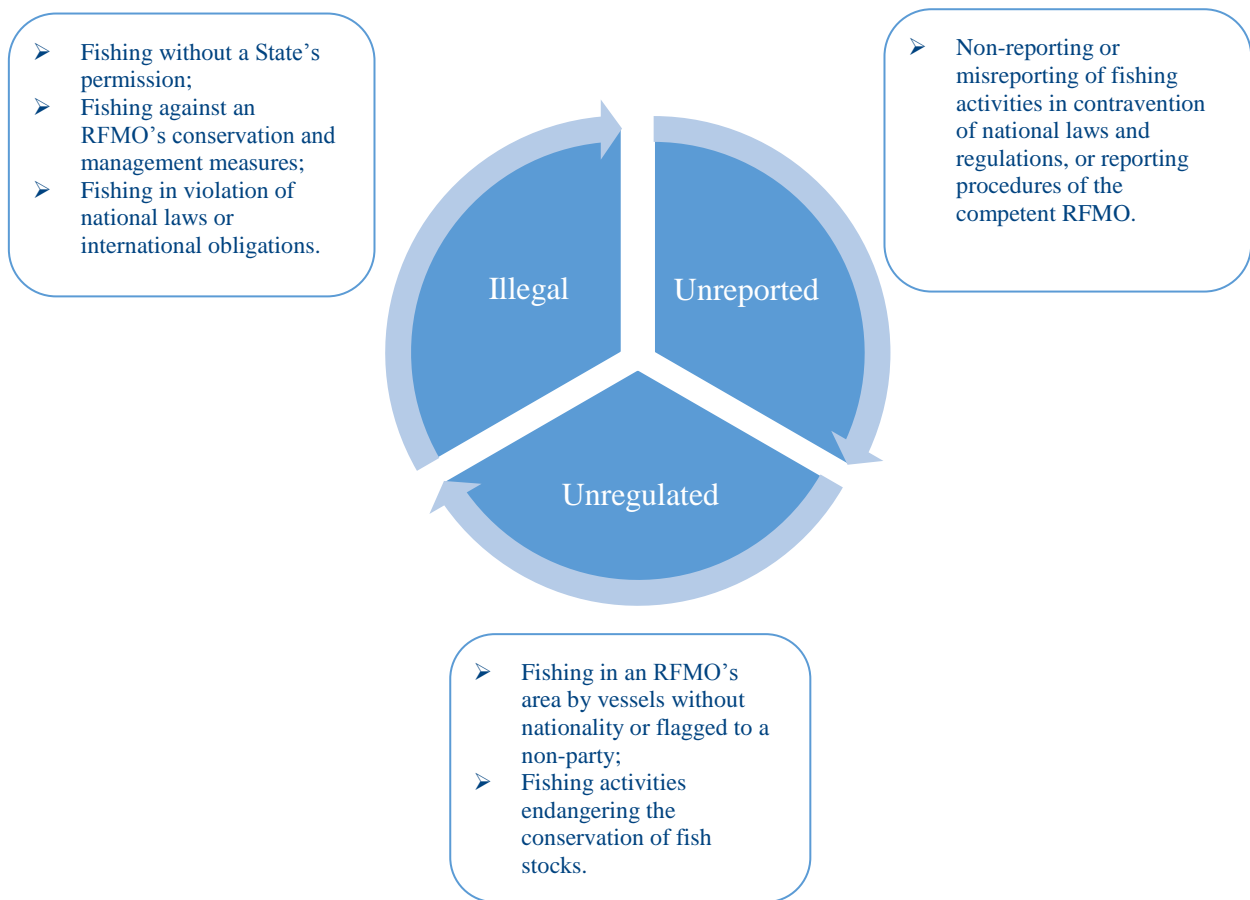 ➢ Fishing without a State’s
permission;
➢ Fishing against an
RFMO’s conservation and
management measures;
➢ Fishing in violation of
national laws or
international obligations.
➢ Non-reporting or
misreporting of fishing
activities in contravention
of national laws and
regulations, or reporting
procedures of the
competent RFMO.
Illegal
Unreported
Unregulated
➢ Fishing in an RFMO’s
area by vessels without
nationality or flagged to a
non-party;
➢ Fishing activities
endangering the
conservation of fish
stocks.